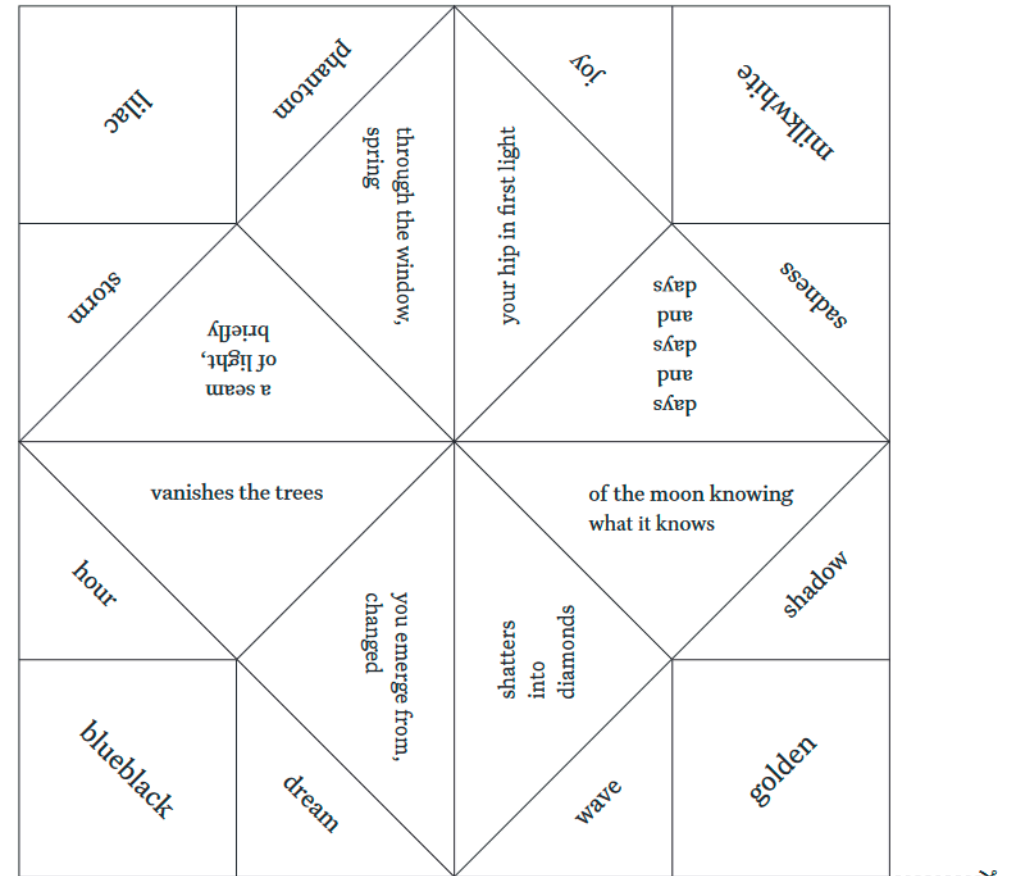 lilac
phantom
joy
milkwhite
through the window,
spring
your hip in first light
storm
a seam
of light,
briefly
days
and
days
and
days
sadness
vanishes the trees
of the moon knowing
what it knows
hour
you emerge from,
changed
shatters
into
diamonds
shadow
blueblack
dream
wave
golden